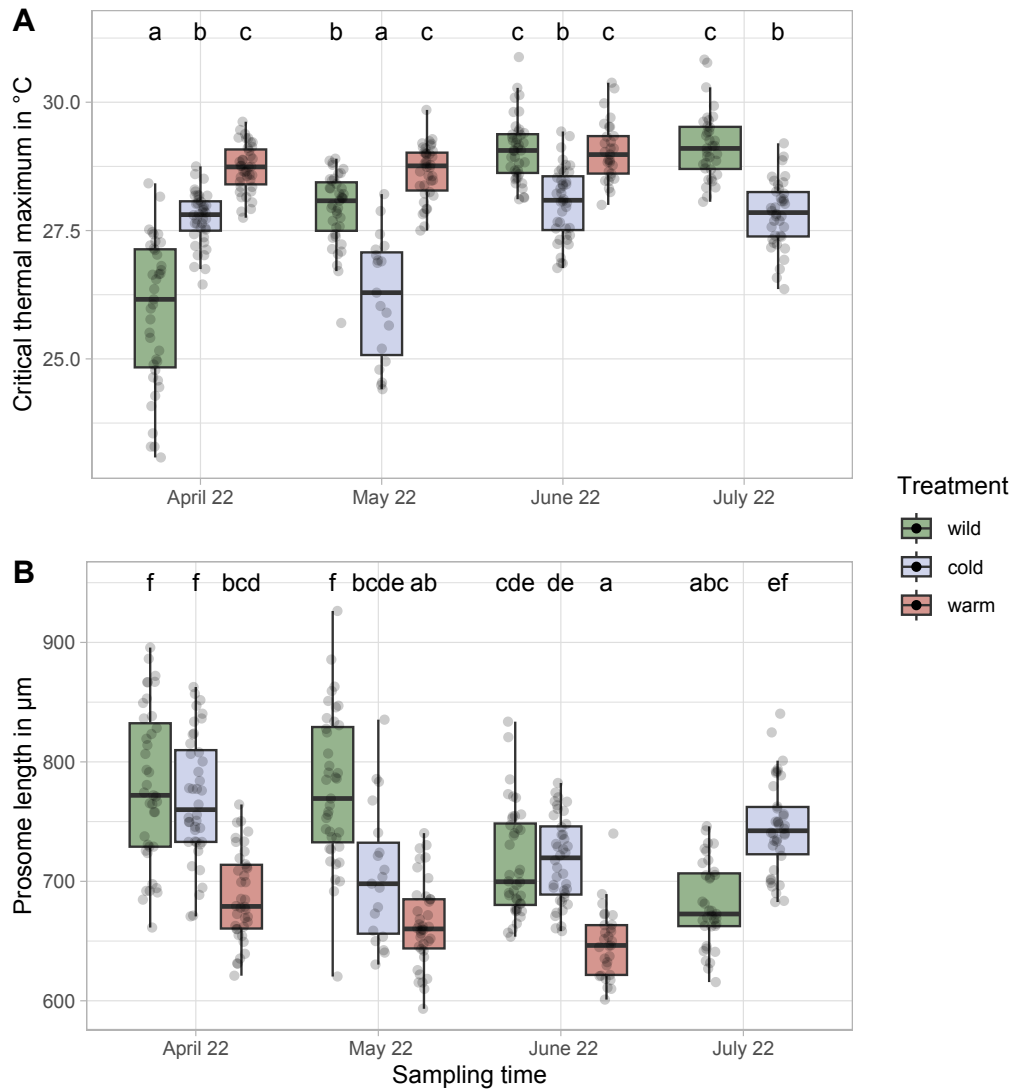 A
a b c b a c c b c c b
Critical thermal maximum in °C
30.0
27.5
25.0
April 22 May 22 June 22 July 22
Treatment
wild
cold
warm
B
f f bcd f bcde ab cde de a abc ef
Prosome length in µm
900
800
700
600
April 22 May 22 June 22 July 22
Sampling time